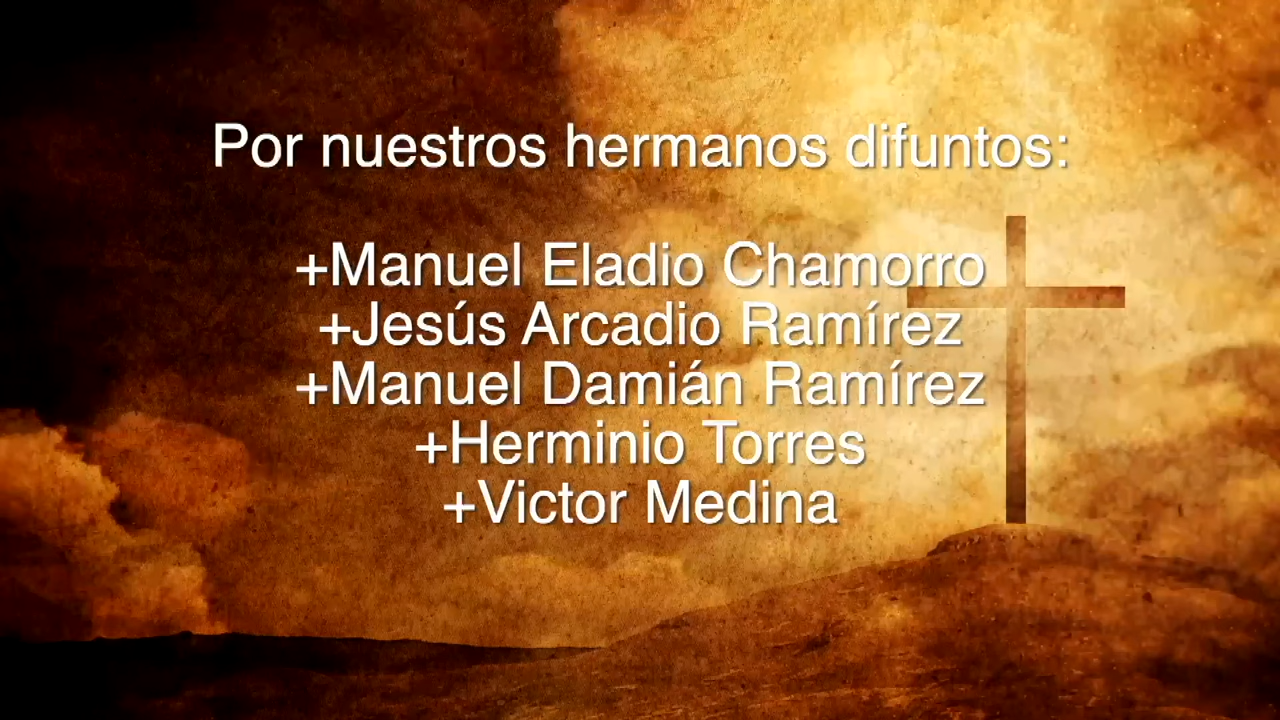 Por nuestros hermanos difuntos:
+Manuel Eladio Chamorro
+Jesús Arcadio Ramírez
+Manuel Damián Ramírez
+Herminio Torres
+Victor Medina